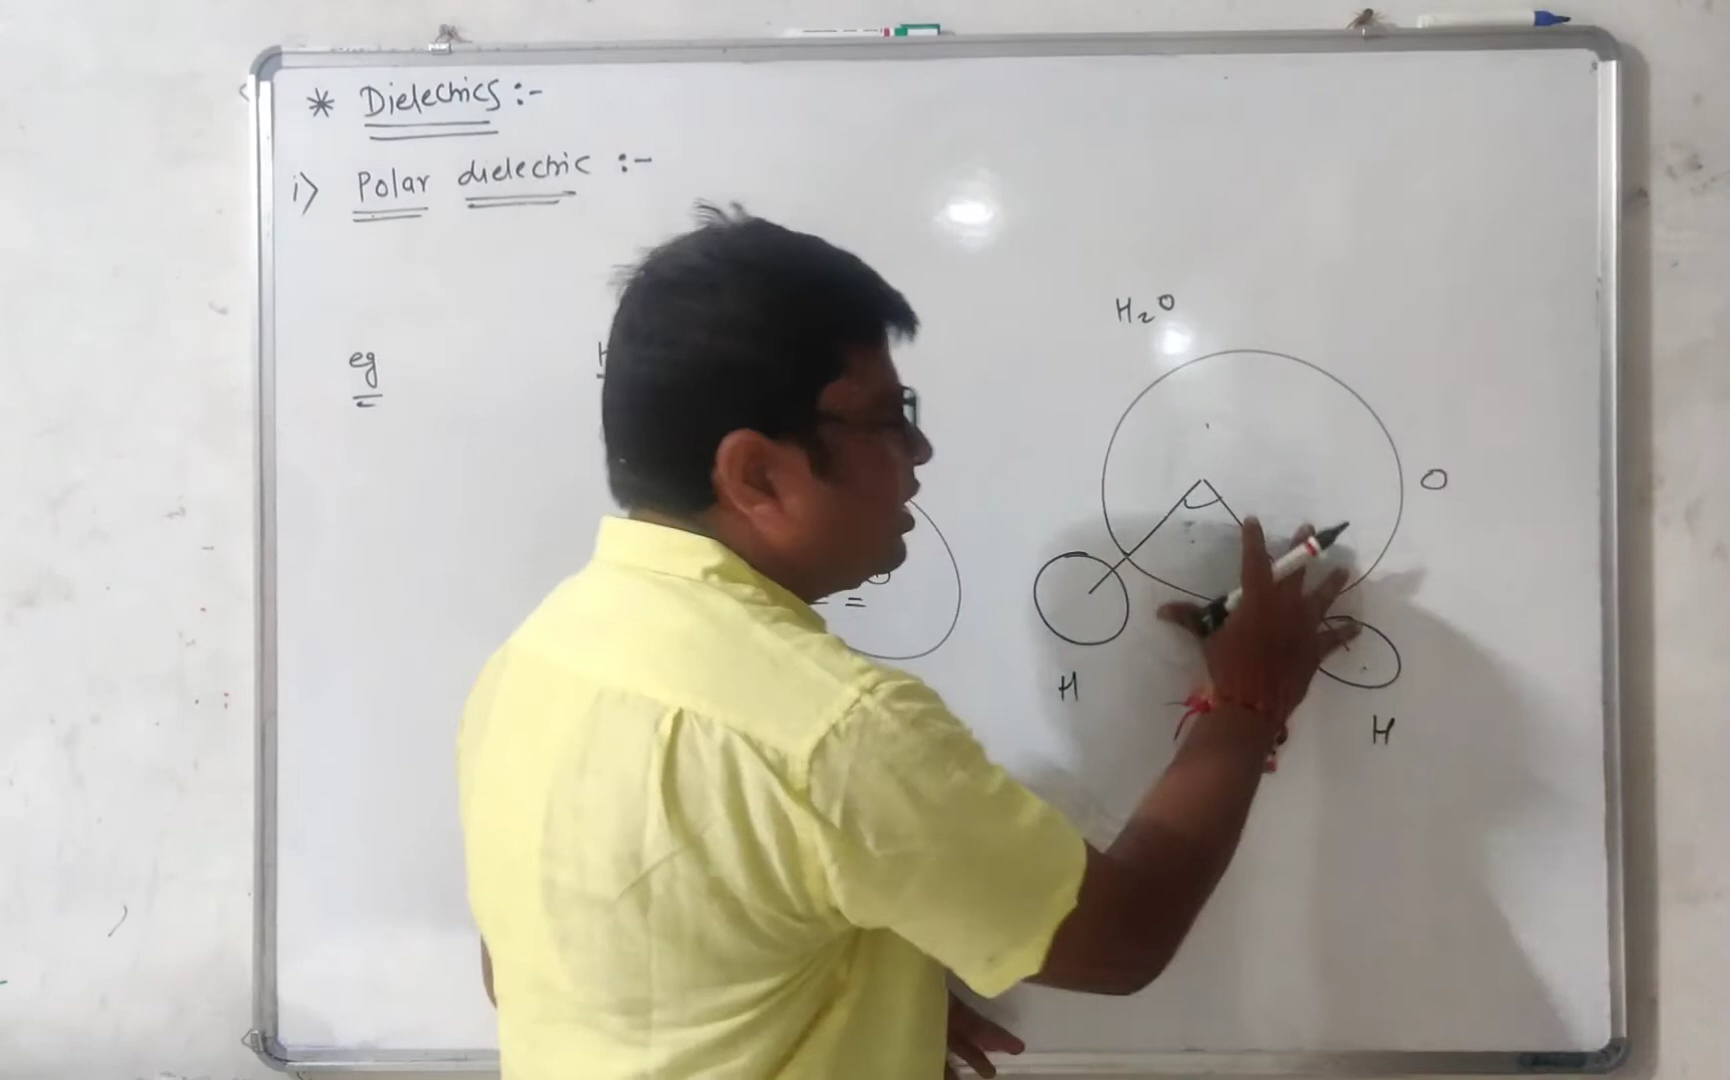 * Dielectrics :-
i) Polar dielectric :-
eg
H₂O
O
H
H